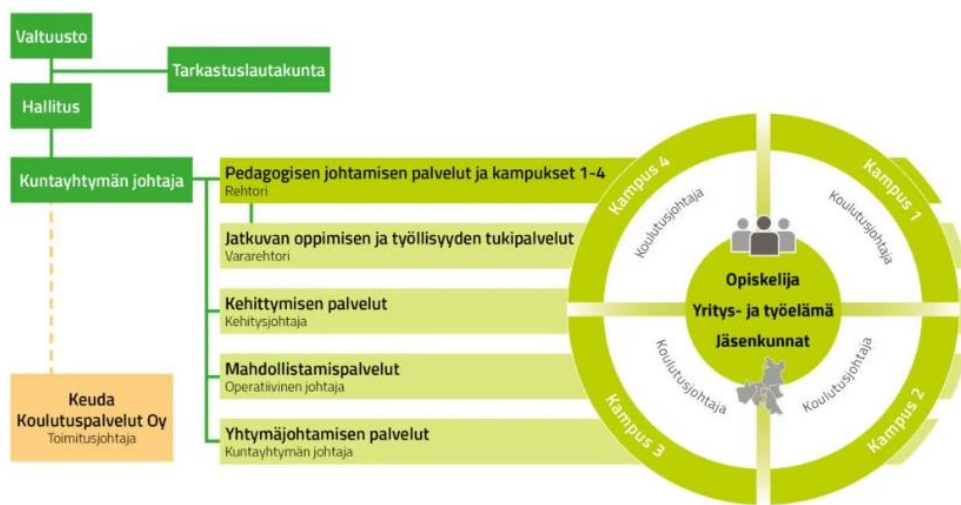 Valtuusto
Tarkastuslautakunta
Hallitus
Kuntayhtymän johtaja
Pedagogisen johtamisen palvelut ja kampukset 1-4
Rehtori
Jatkuvan oppimisen ja työllisyyden tukipalvelut
Vararehtori
Kehittymisen palvelut
Kehitysjohtaja
Mahdollistamispalvelut
Operatiivinen johtaja
Yhtymäjohtamisen palvelut
Kuntayhtymän johtaja
Keuda
Koulutuspalvelut Oy
Toimitusjohtaja
Kampus 4
Koulutusjohtaja
Kampus 1
Koulutusjohtaja
Opiskelija
Yritys- ja työelämä
Jäsenkunnat
Koulutusjohtaja
Kampus 3
Koulutusjohtaja
Kampus 2